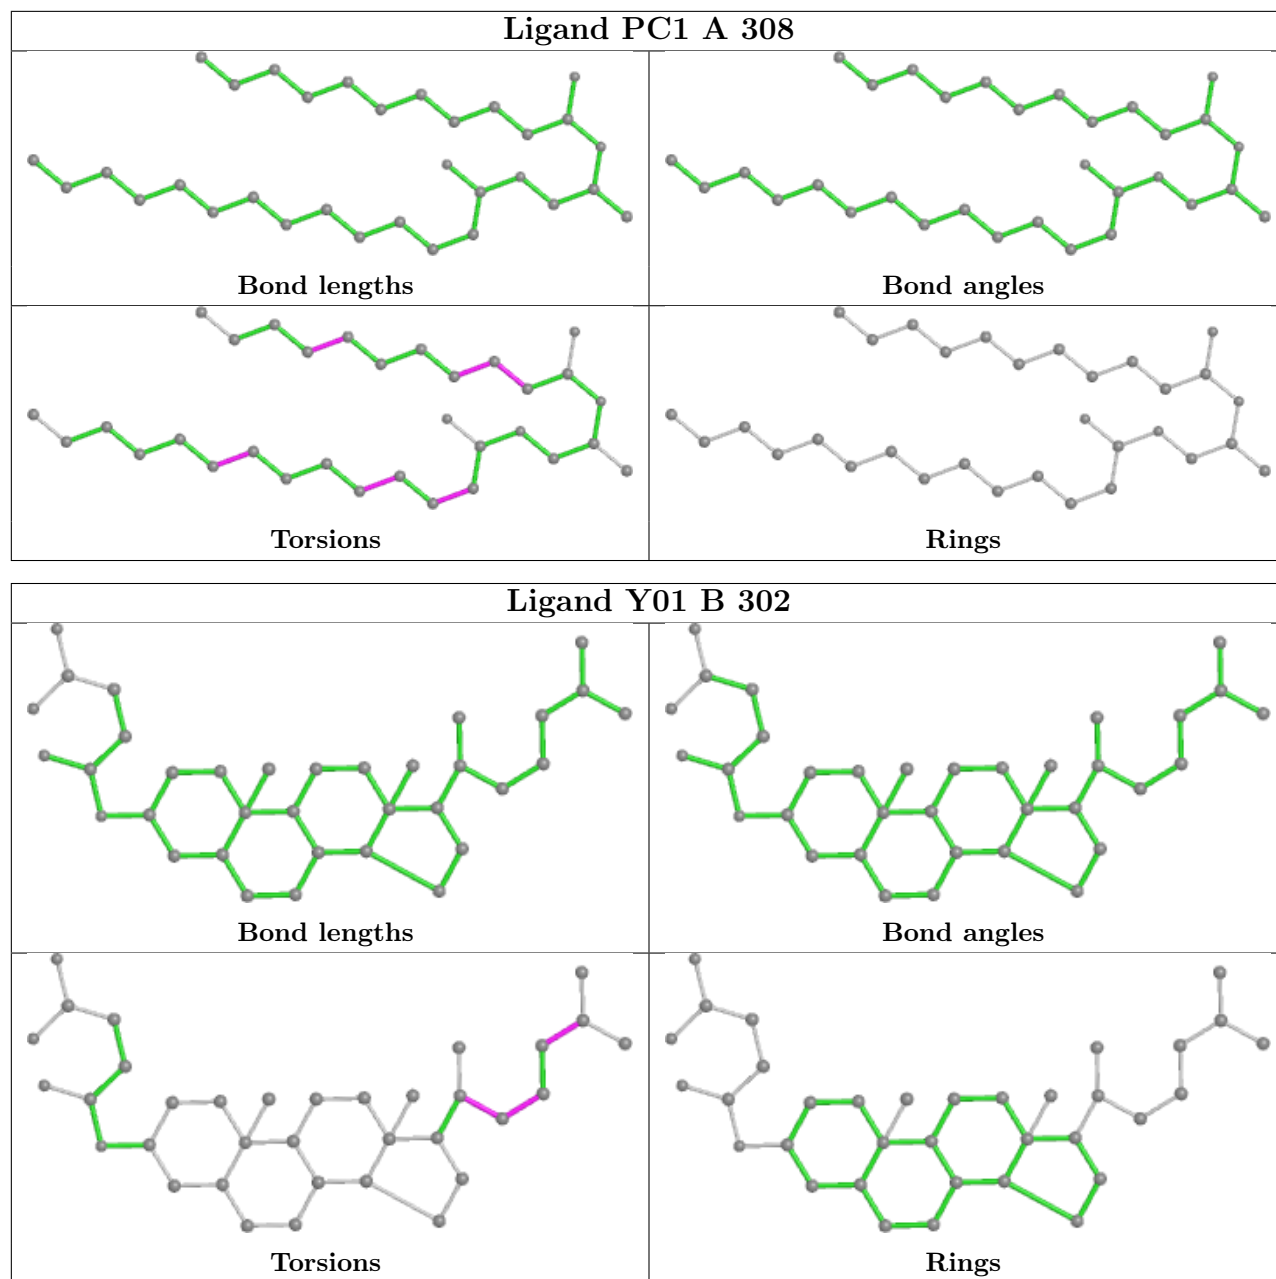 Ligand PC1 A 308
Bond lengths
Bond angles
Torsions
Rings
Ligand Y01 B 302
Bond lengths
Bond angles
Torsions
Rings